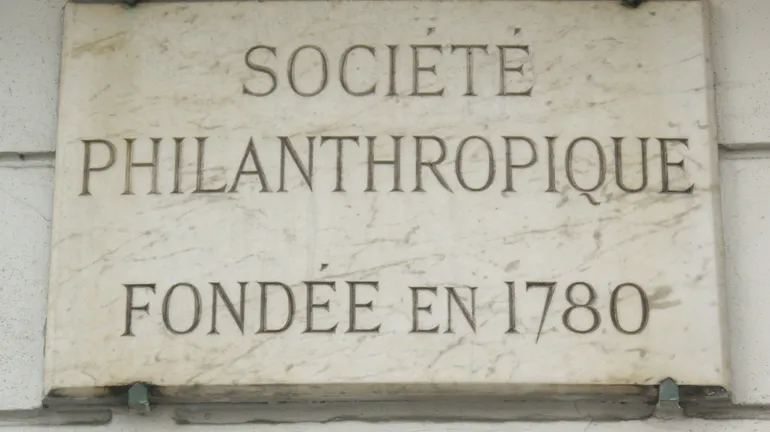 SOCIÉTÉ
PHILANTHROPIQUE
FONDÉE EN 1780